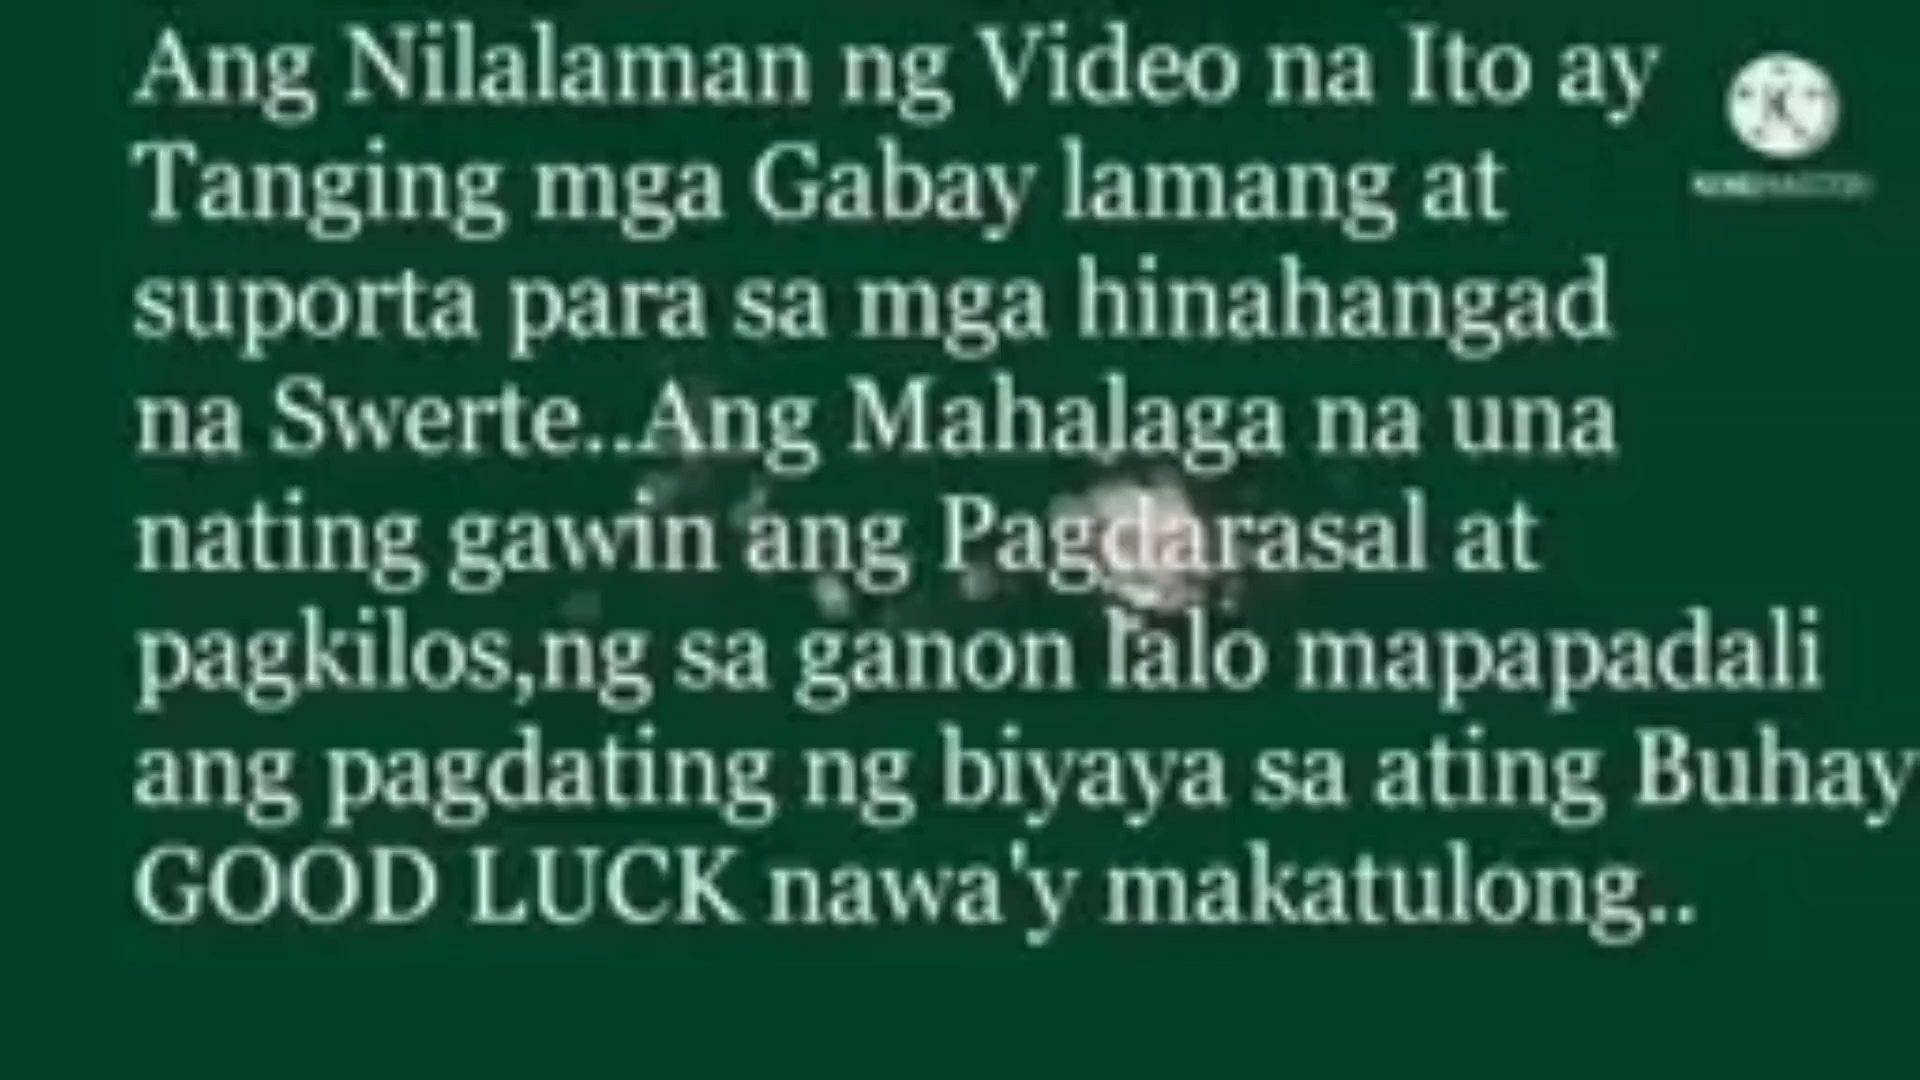 Ang Nilalaman ng Video na Ito ay
Tanging mga Gabay lamang at
suporta para sa mga hinahangad
na Swerte..Ang Mahalaga na una
nating gawin ang Pagdarasal at
pagkilos,ng sa ganon lalo mapapadali
ang pagdating ng biyaya sa ating Buhay
GOOD LUCK nawa'y makatulong..
K
KINEMASTER